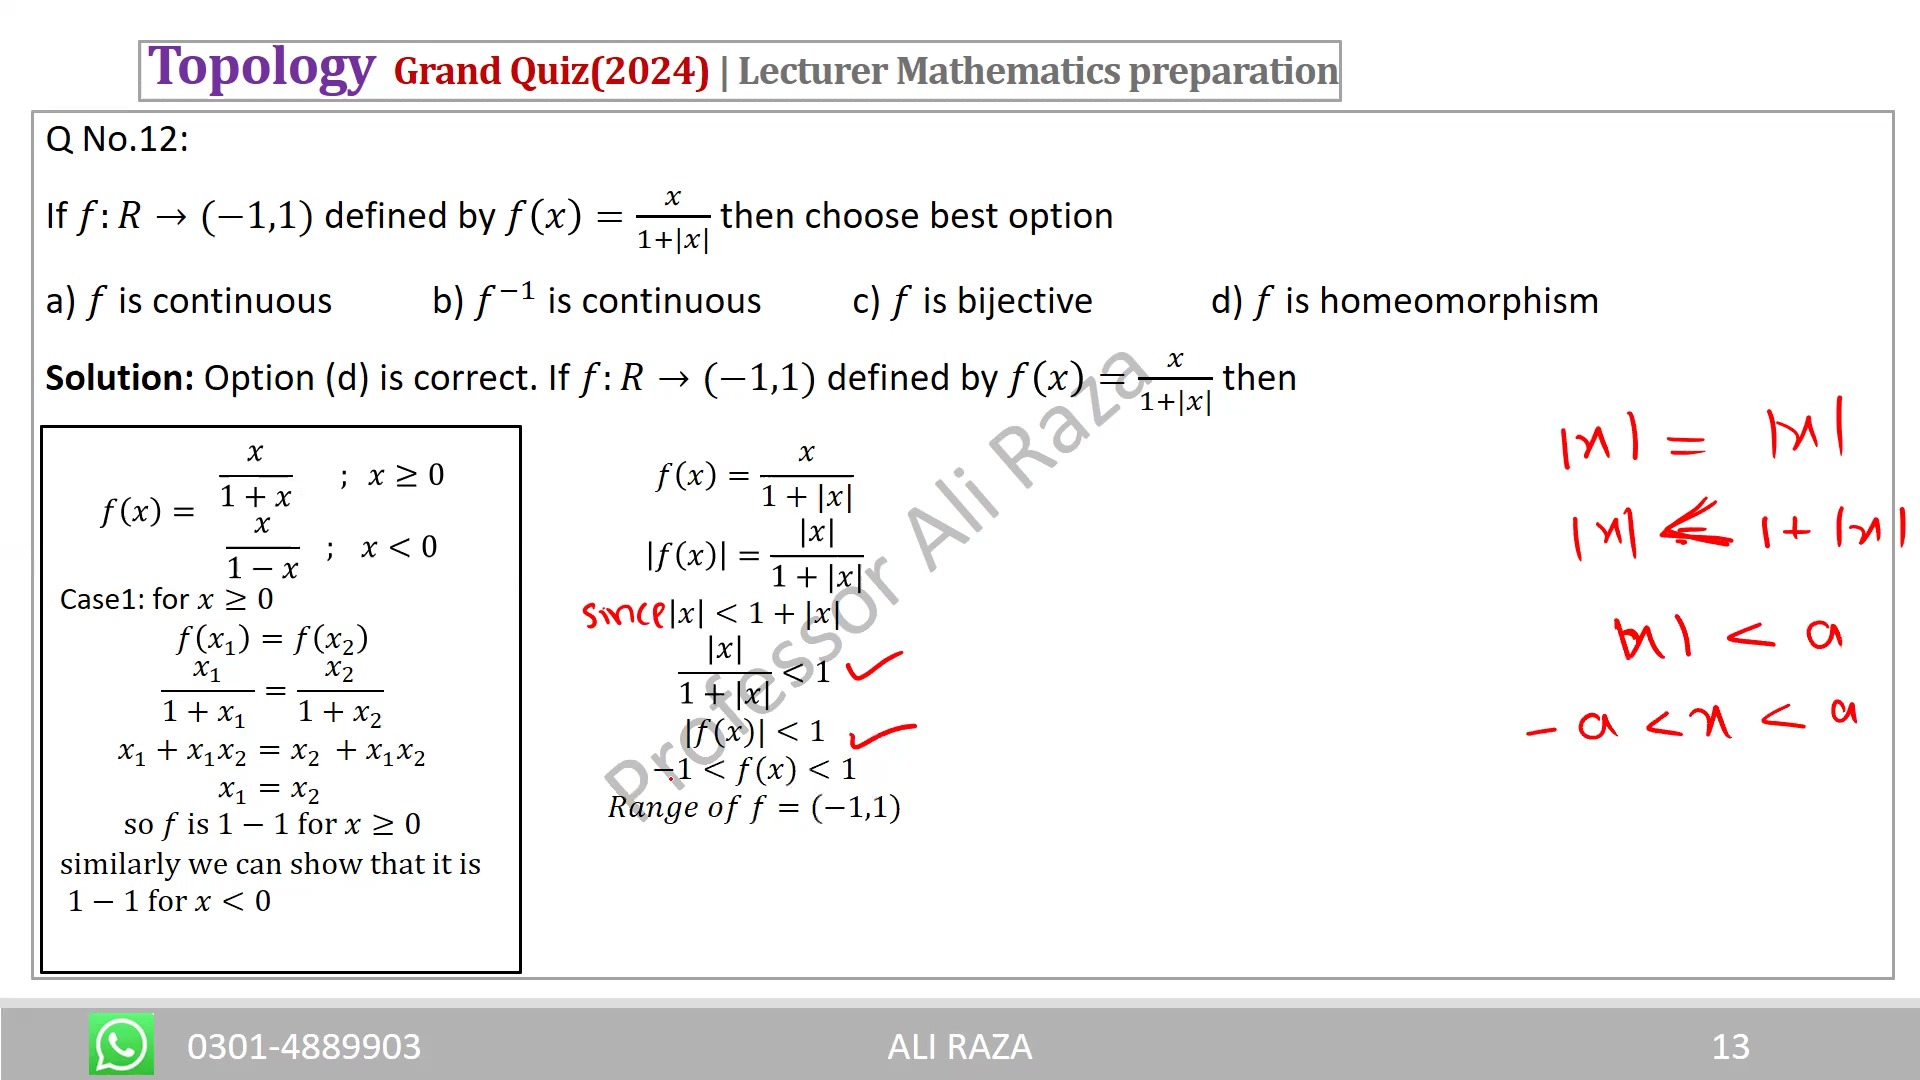 Topology Grand Quiz(2024) | Lecturer Mathematics preparation
Q No.12:
If f: R → (−1,1) defined by f(x) = x/(1+|x|) then choose best option
a) f is continuous b) f⁻¹ is continuous c) f is bijective d) f is homeomorphism
Solution: Option (d) is correct. If f: R → (−1,1) defined by f(x) = x/(1+|x|) then
f(x) = x/(1 + x) ; x ≥ 0
x/(1 − x) ; x < 0
Case1: for x ≥ 0
f(x₁) = f(x₂)
x₁/(1 + x₁) = x₂/(1 + x₂)
x₁ + x₁x₂ = x₂ + x₁x₂
x₁ = x₂
so f is 1 − 1 for x ≥ 0
similarly we can show that it is
1 − 1 for x < 0
f(x) = x/(1 + |x|)
|f(x)| = |x|/(1 + |x|)
since |x| < 1 + |x|
|x|/(1 + |x|) < 1
|f(x)| < 1
−1 < f(x) < 1
Range of f = (−1,1)
|x| = |x|
|x| < 1 + |x|
|x| < a
− a < x < a
Professor Ali Raza
0301-4889903
ALI RAZA
13